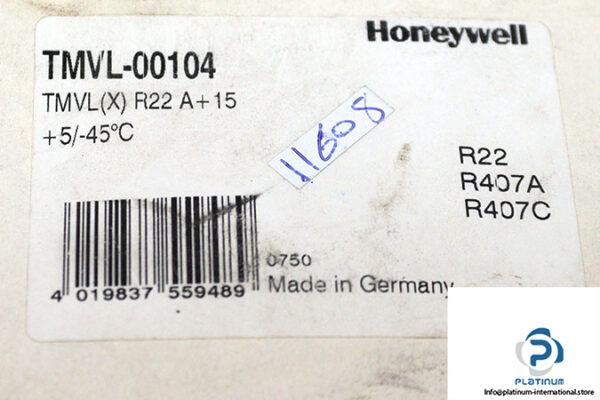 Honeywell
TMVL-00104
TMVL(X) R22 A+15
+5/-45°C
11608
R22
R407A
R407C
0750
Made in Germany
4 019837 559489
PLATINUM
https://platinum-international.store